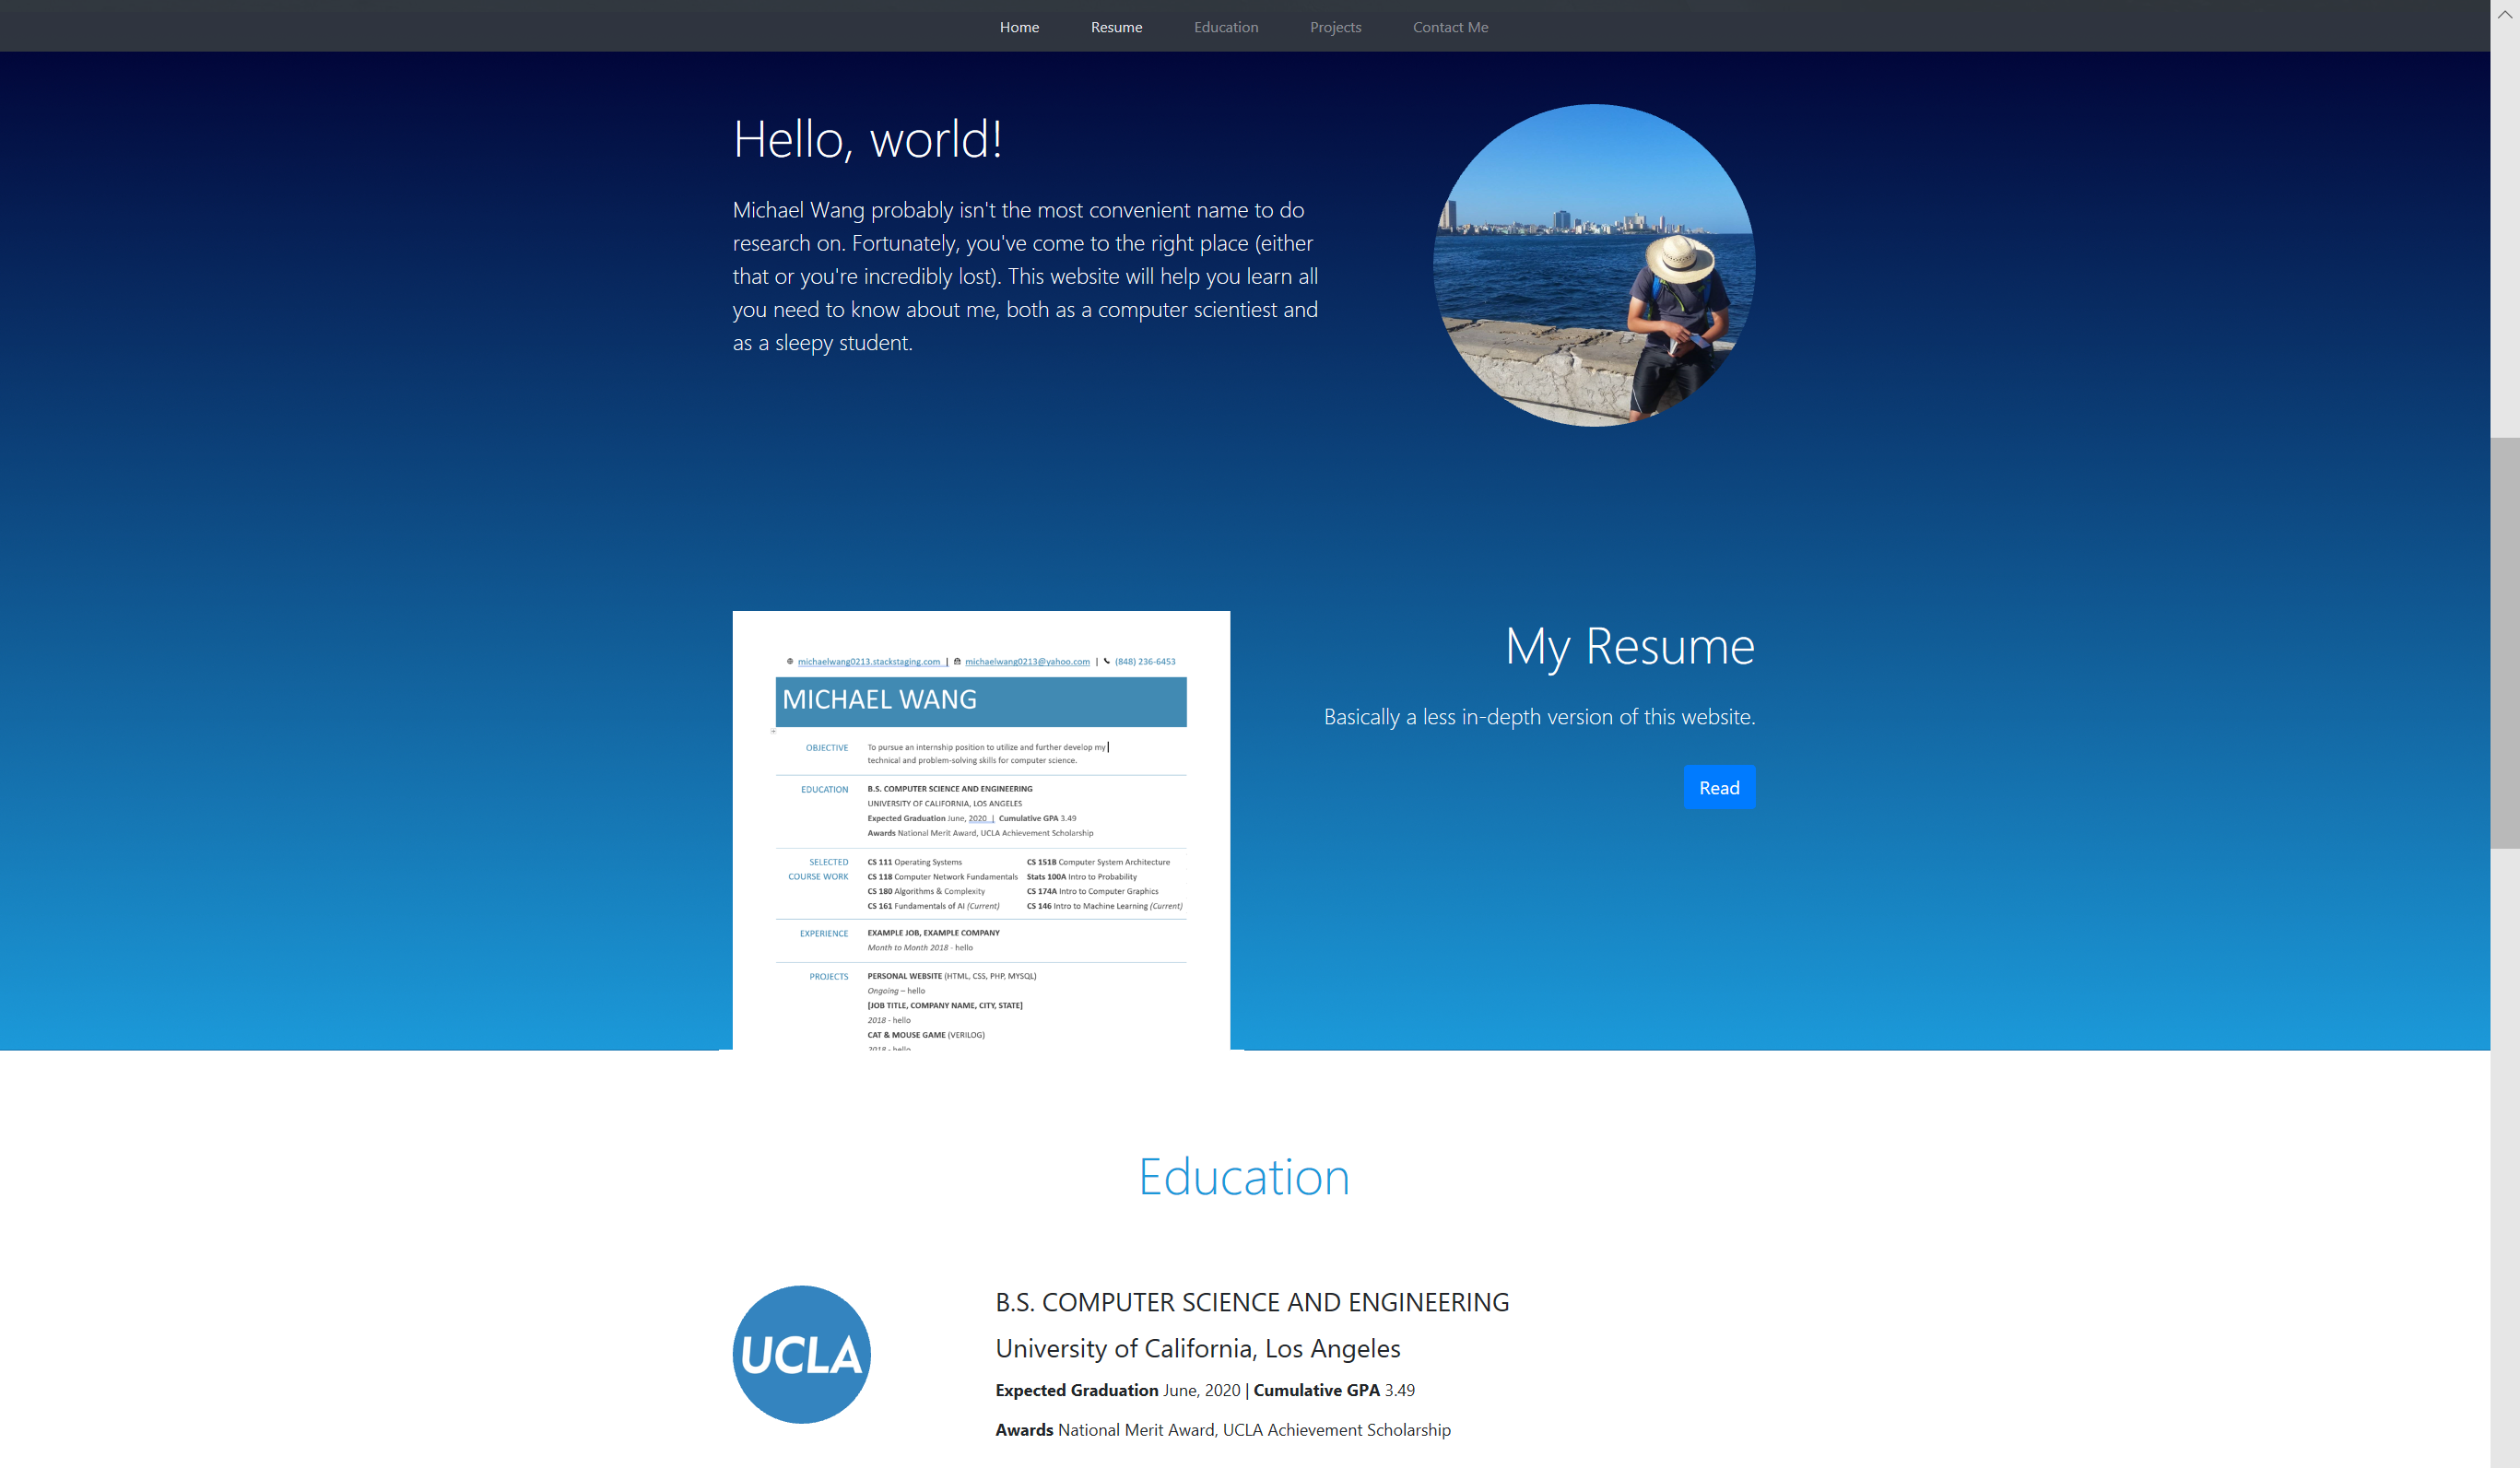 Home Resume Education Projects Contact Me
Hello, world!
Michael Wang probably isn't the most convenient name to do
research on. Fortunately, you've come to the right place (either
that or you're incredibly lost). This website will help you learn all
you need to know about me, both as a computer scientiest and
as a sleepy student.
michaelwang0213.stackstaging.com | michaelwang0213@yahoo.com | (848) 236-6453
MICHAEL WANG
OBJECTIVE To pursue an internship position to utilize and further develop my
technical and problem-solving skills for computer science.
EDUCATION B.S. COMPUTER SCIENCE AND ENGINEERING
UNIVERSITY OF CALIFORNIA, LOS ANGELES
Expected Graduation June, 2020 | Cumulative GPA 3.49
Awards National Merit Award, UCLA Achievement Scholarship
SELECTED CS 111 Operating Systems CS 151B Computer System Architecture
COURSE WORK CS 118 Computer Network Fundamentals Stats 100A Intro to Probability
CS 180 Algorithms & Complexity CS 174A Intro to Computer Graphics
CS 161 Fundamentals of AI (Current) CS 146 Intro to Machine Learning (Current)
EXPERIENCE EXAMPLE JOB, EXAMPLE COMPANY
Month to Month 2018 - hello
PROJECTS PERSONAL WEBSITE (HTML, CSS, PHP, MYSQL)
Ongoing – hello
[JOB TITLE, COMPANY NAME, CITY, STATE]
2018 - hello
CAT & MOUSE GAME (VERILOG)
2018 - hello
My Resume
Basically a less in-depth version of this website.
Read
Education
UCLA
B.S. COMPUTER SCIENCE AND ENGINEERING
University of California, Los Angeles
Expected Graduation June, 2020 | Cumulative GPA 3.49
Awards National Merit Award, UCLA Achievement Scholarship